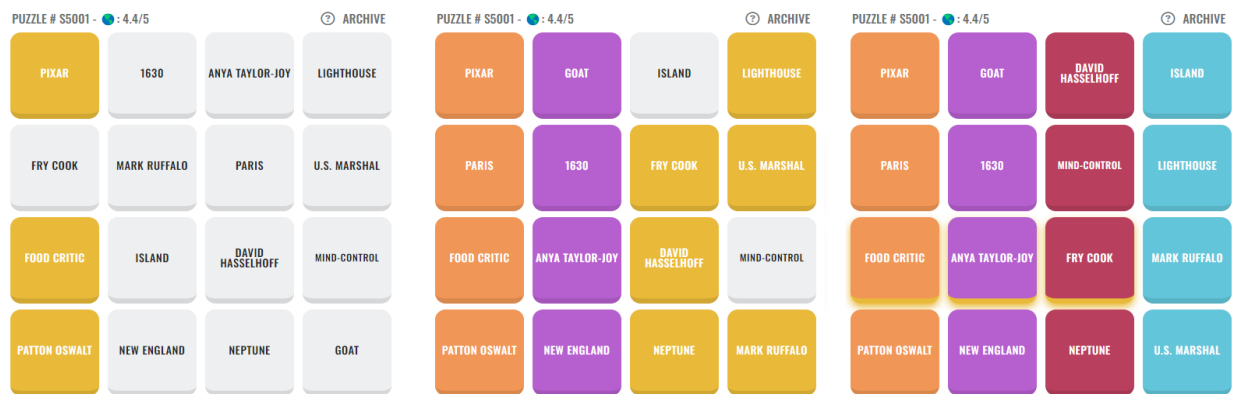 PUZZLE # S5001 - 🌎: 4.4/5 ? ARCHIVE
PIXAR
1630
ANYA TAYLOR-JOY
LIGHTHOUSE
FRY COOK
MARK RUFFALO
PARIS
U.S. MARSHAL
FOOD CRITIC
ISLAND
DAVID
HASSELHOFF
MIND-CONTROL
PATTON OSWALT
NEW ENGLAND
NEPTUNE
GOAT
PUZZLE # S5001 - 🌎: 4.4/5 ? ARCHIVE
PIXAR
GOAT
ISLAND
LIGHTHOUSE
PARIS
1630
FRY COOK
U.S. MARSHAL
FOOD CRITIC
ANYA TAYLOR-JOY
DAVID
HASSELHOFF
MIND-CONTROL
PATTON OSWALT
NEW ENGLAND
NEPTUNE
MARK RUFFALO
PUZZLE # S5001 - 🌎: 4.4/5 ? ARCHIVE
PIXAR
GOAT
DAVID
HASSELHOFF
ISLAND
PARIS
1630
MIND-CONTROL
LIGHTHOUSE
FOOD CRITIC
ANYA TAYLOR-JOY
FRY COOK
MARK RUFFALO
PATTON OSWALT
NEW ENGLAND
NEPTUNE
U.S. MARSHAL